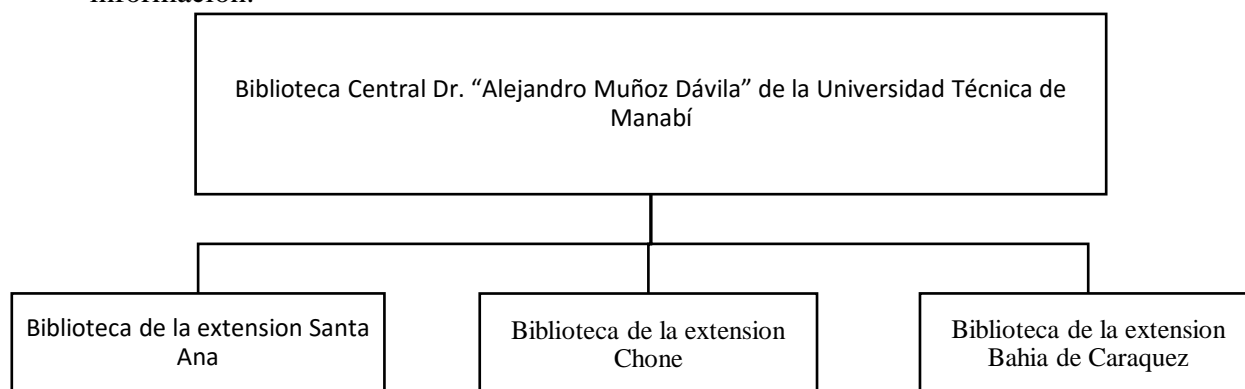 información.
Biblioteca Central Dr. “Alejandro Muñoz Dávila” de la Universidad Técnica de
Manabí
Biblioteca de la extension Santa
Ana
Biblioteca de la extension
Chone
Biblioteca de la extension
Bahia de Caraquez